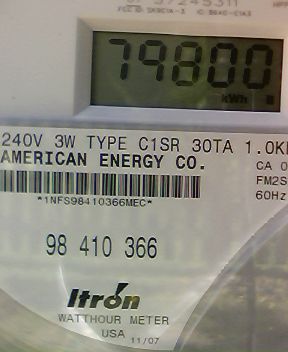 79800
kWh
240V 3W TYPE C1SR 30TA 1.0K
AMERICAN ENERGY CO.
CA 0
FM2S
60Hz
*1NFS98410366MEC*
98 410 366
Itrón
WATTHOUR METER
USA 11/07